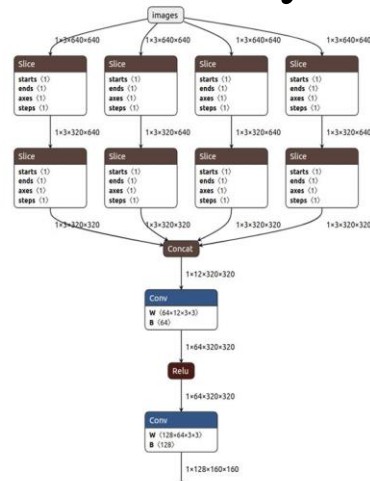 images
1×3×640×640 1×3×640×640 1×3×640×640 1×3×640×640
Slice Slice Slice Slice
starts ⟨1⟩ starts ⟨1⟩ starts ⟨1⟩ starts ⟨1⟩
ends ⟨1⟩ ends ⟨1⟩ ends ⟨1⟩ ends ⟨1⟩
axes ⟨1⟩ axes ⟨1⟩ axes ⟨1⟩ axes ⟨1⟩
steps ⟨1⟩ steps ⟨1⟩ steps ⟨1⟩ steps ⟨1⟩
1×3×320×640 1×3×320×640 1×3×320×640 1×3×320×640
Slice Slice Slice Slice
starts ⟨1⟩ starts ⟨1⟩ starts ⟨1⟩ starts ⟨1⟩
ends ⟨1⟩ ends ⟨1⟩ ends ⟨1⟩ ends ⟨1⟩
axes ⟨1⟩ axes ⟨1⟩ axes ⟨1⟩ axes ⟨1⟩
steps ⟨1⟩ steps ⟨1⟩ steps ⟨1⟩ steps ⟨1⟩
1×3×320×320 1×3×320×320 1×3×320×320 1×3×320×320
Concat
1×12×320×320
Conv
W ⟨64×12×3×3⟩
B ⟨64⟩
1×64×320×320
Relu
1×64×320×320
Conv
W ⟨128×64×3×3⟩
B ⟨128⟩
1×128×160×160